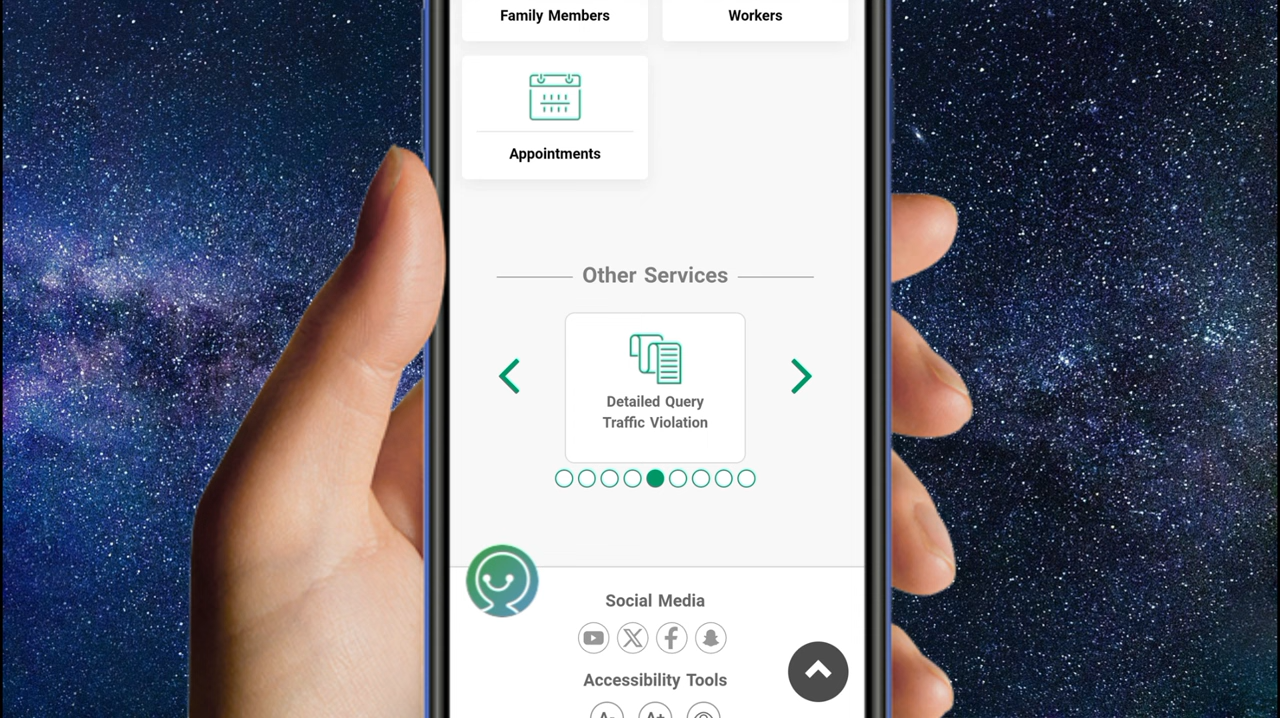 Family Members
Workers
Appointments
Other Services
Detailed Query
Traffic Violation
Social Media
Accessibility Tools
A-
A+